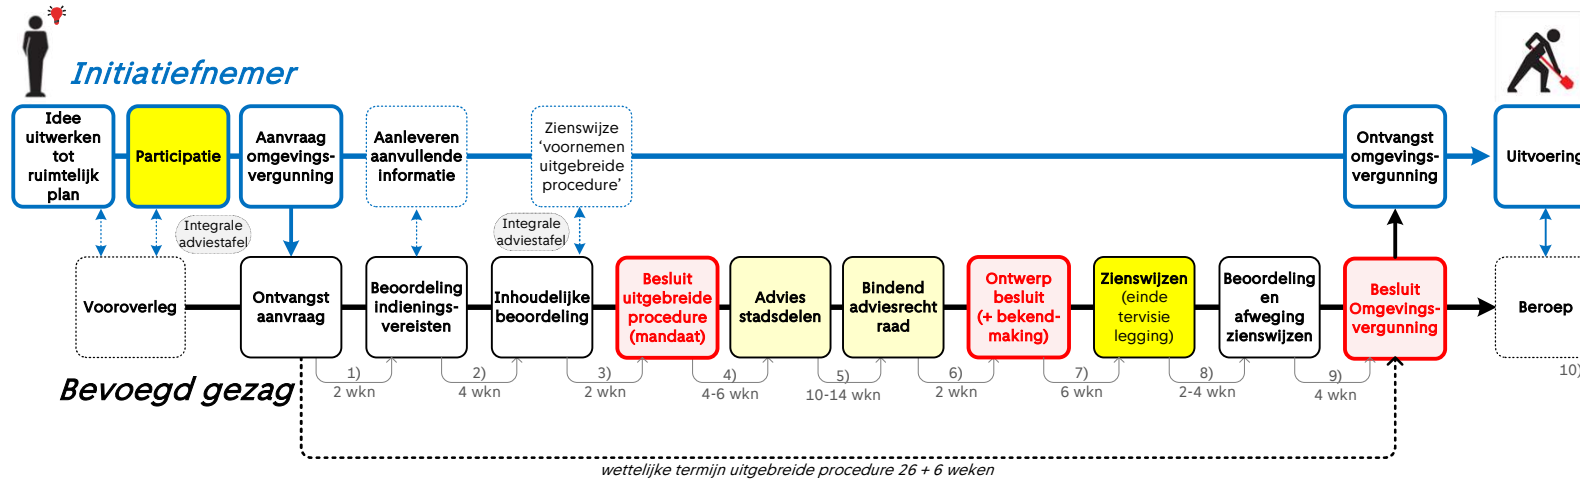 Initiatiefnemer
Idee
uitwerken
tot
ruimtelijk
plan
Participatie
Aanvraag
omgevings-
vergunning
Aanleveren
aanvullende
informatie
Zienswijze
‘voornemen
uitgebreide
procedure’
Ontvangst
omgevings-
vergunning
Uitvoering
Integrale
adviestafel
Integrale
adviestafel
Vooroverleg
Ontvangst
aanvraag
Beoordeling
indienings-
vereisten
Inhoudelijke
beoordeling
Besluit
uitgebreide
procedure
(mandaat)
Advies
stadsdelen
Bindend
adviesrecht
raad
Ontwerp
besluit
(+ bekend-
making)
Zienswijzen
(einde
tervisie
legging)
Beoordeling
en
afweging
zienswijzen
Besluit
Omgevings-
vergunning
Beroep
Bevoegd gezag
1)
2 wkn
2)
4 wkn
3)
2 wkn
4)
4-6 wkn
5)
10-14 wkn
6)
2 wkn
7)
6 wkn
8)
2-4 wkn
9)
4 wkn
10)
wettelijke termijn uitgebreide procedure 26 + 6 weken